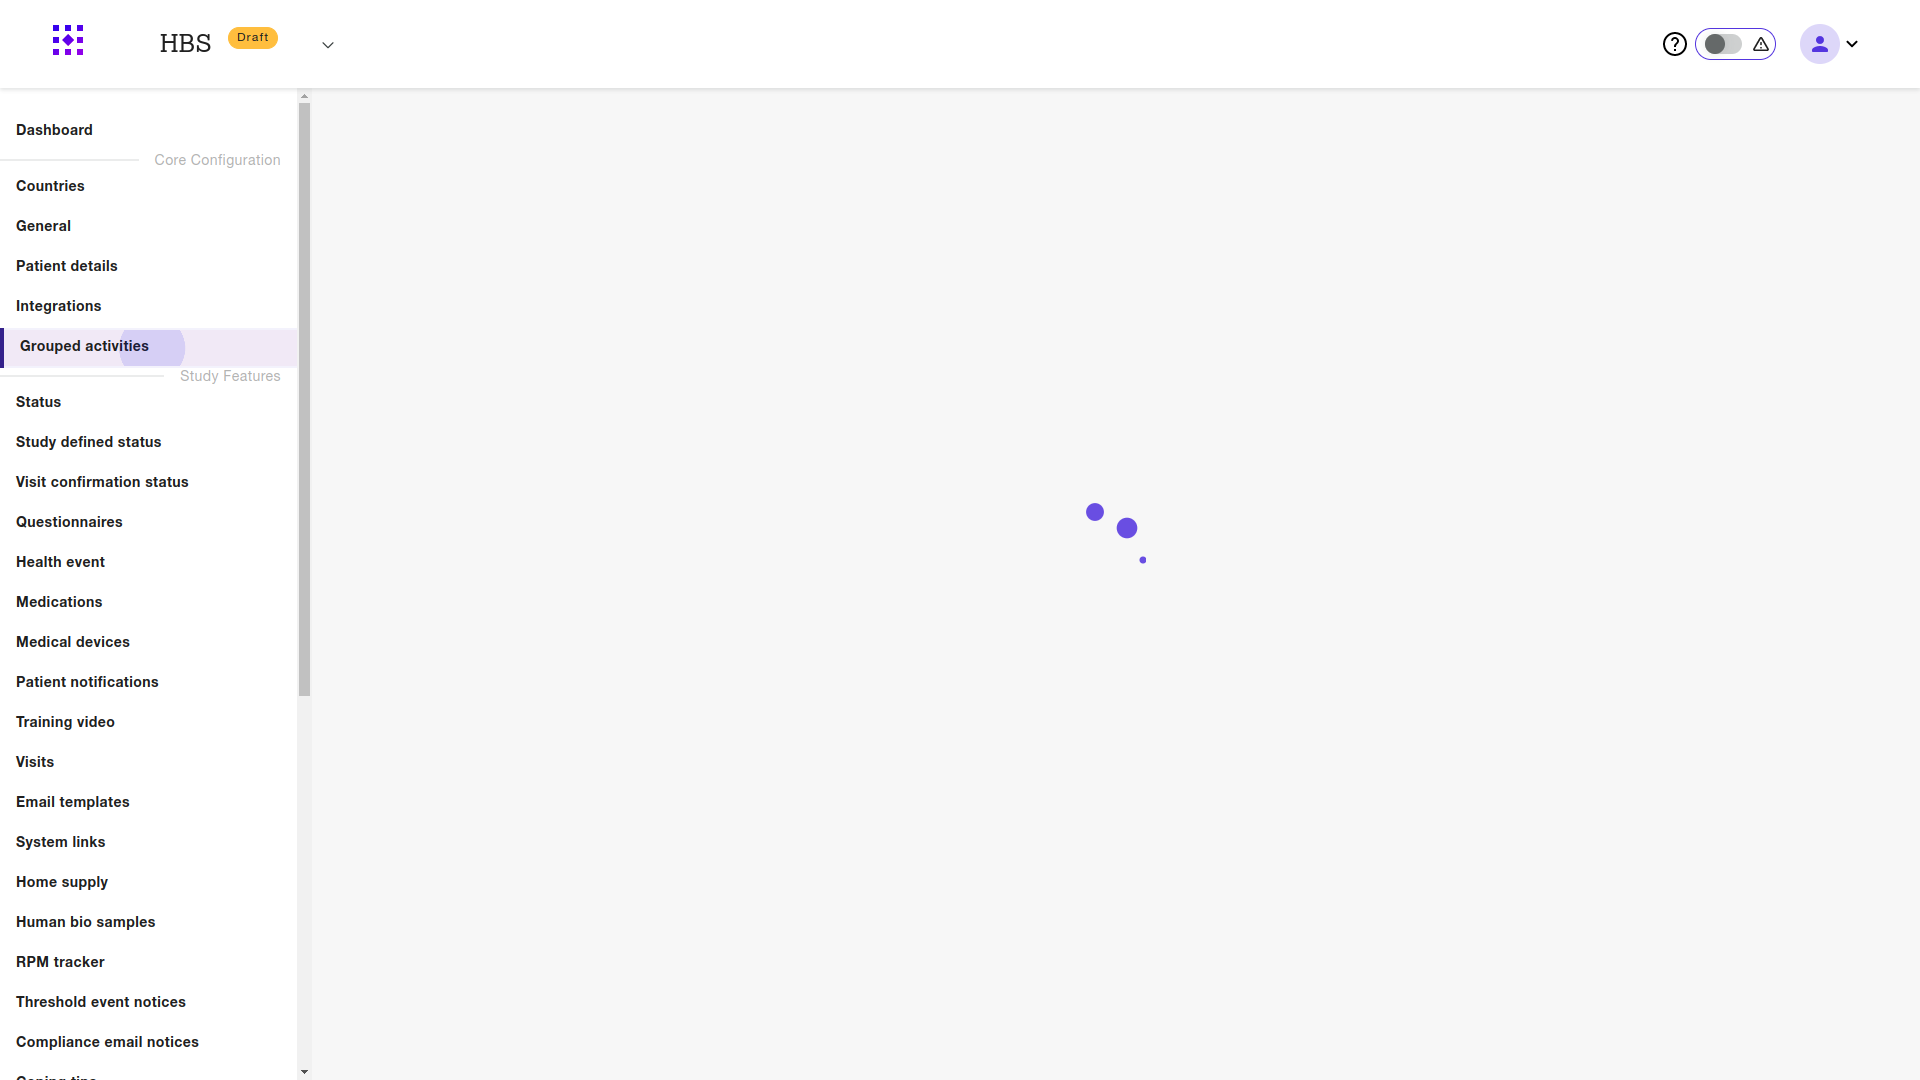 HBS
Draft
Dashboard
Core Configuration
Countries
General
Patient details
Integrations
Grouped activities
Study Features
Status
Study defined status
Visit confirmation status
Questionnaires
Health event
Medications
Medical devices
Patient notifications
Training video
Visits
Email templates
System links
Home supply
Human bio samples
RPM tracker
Threshold event notices
Compliance email notices